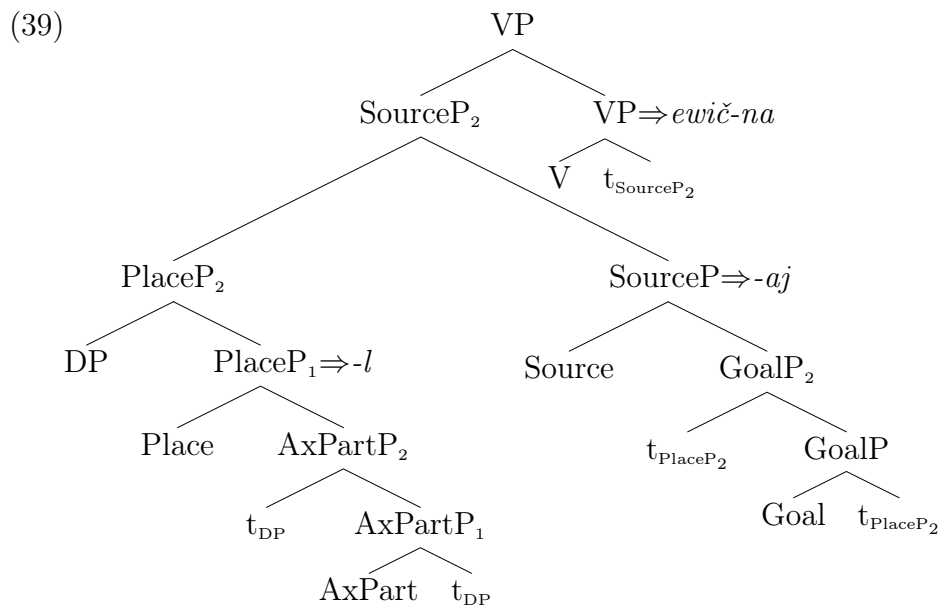 (39)
VP
SourceP₂ VP⇒ewič-na
V t_SourceP₂
PlaceP₂ SourceP⇒-aj
DP PlaceP₁⇒-l Source GoalP₂
Place AxPartP₂ t_PlaceP₂ GoalP
t_DP AxPartP₁ Goal t_PlaceP₂
AxPart t_DP